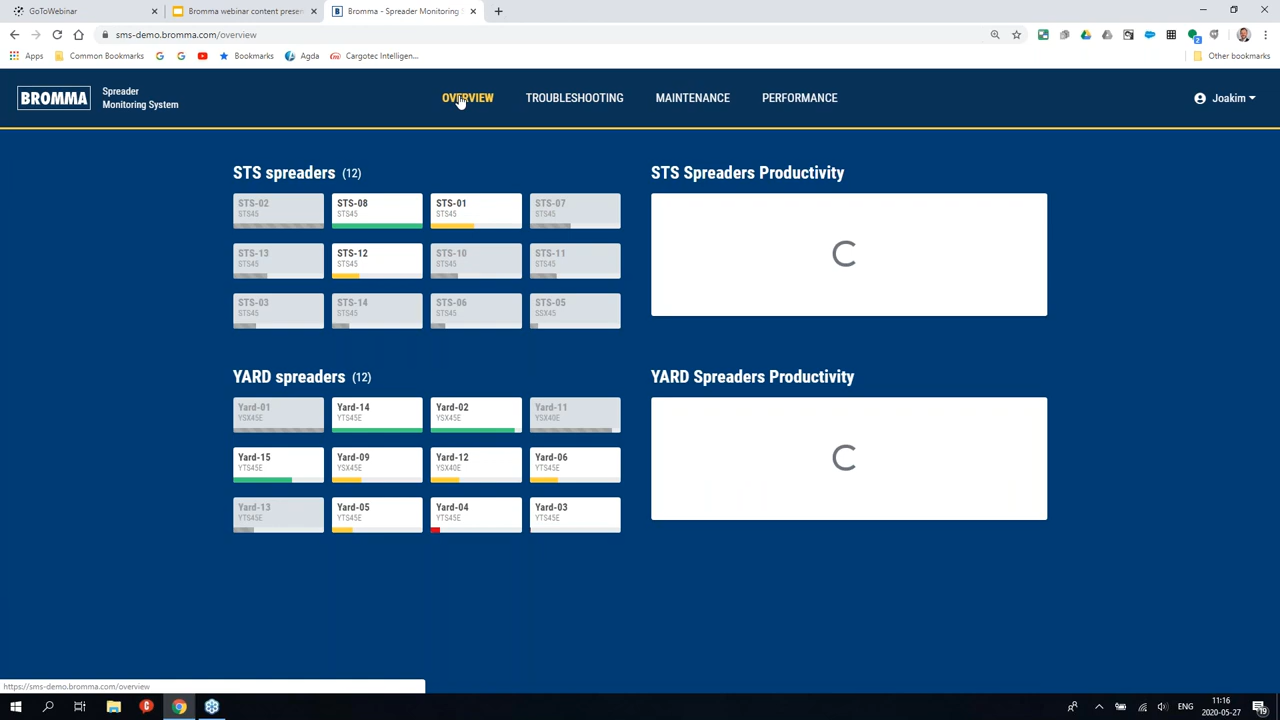 GoToWebinar
Bromma webinar content present
Bromma - Spreader Monitoring S
sms-demo.bromma.com/overview
Apps
Common Bookmarks
Bookmarks
Agda
Cargotec Intelligen...
Other bookmarks
BROMMA
Spreader
Monitoring System
OVERVIEW
TROUBLESHOOTING
MAINTENANCE
PERFORMANCE
Joakim
STS spreaders (12)
STS-02
STS45
STS-08
STS45
STS-01
STS45
STS-07
STS45
STS-13
STS45
STS-12
STS45
STS-10
STS45
STS-11
STS45
STS-03
STS45
STS-14
STS45
STS-06
STS45
STS-05
SSX45
STS Spreaders Productivity
YARD spreaders (12)
Yard-01
YSX45E
Yard-14
YTS45E
Yard-02
YSX45E
Yard-11
YSX40E
Yard-15
YTS45E
Yard-09
YSX45E
Yard-12
YSX40E
Yard-06
YTS45E
Yard-13
YTS45E
Yard-05
YTS45E
Yard-04
YTS45E
Yard-03
YTS45E
YARD Spreaders Productivity
https://sms-demo.bromma.com/overview
ENG
11:16
2020-05-27